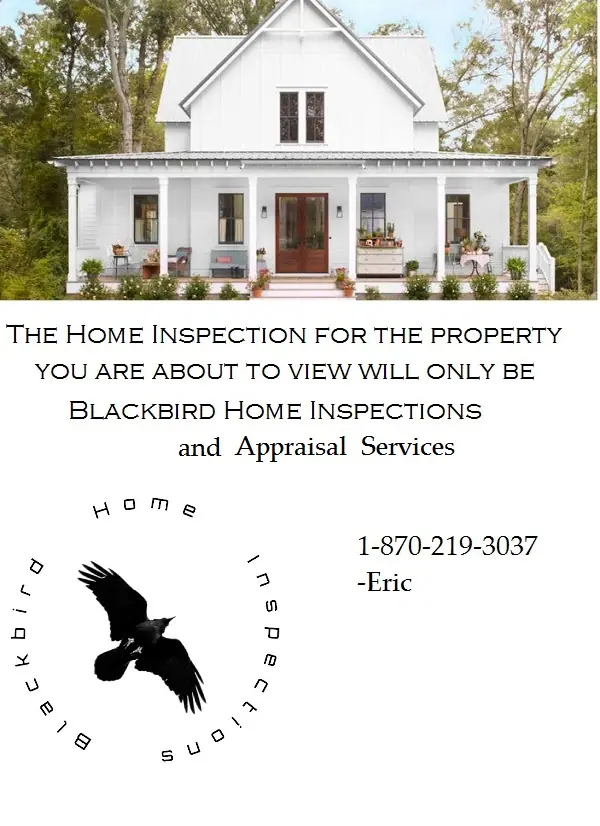 The Home Inspection for the property
you are about to view will only be
Blackbird Home Inspections
and Appraisal Services
Blackbird Home Inspections
1-870-219-3037
-Eric